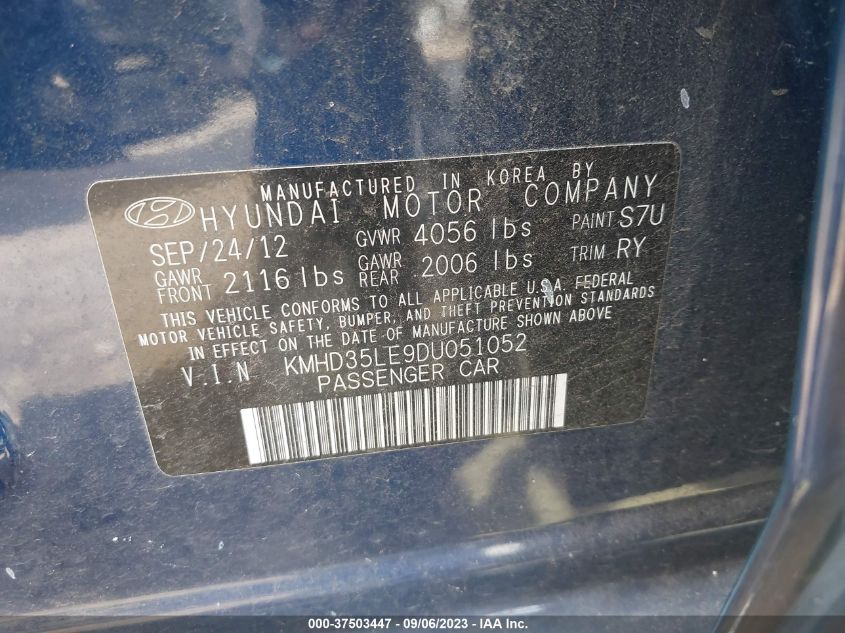 MANUFACTURED IN KOREA BY
HYUNDAI MOTOR COMPANY
SEP/24/12 GVWR 4056 lbs PAINT S7U
GAWR FRONT 2116 lbs GAWR REAR 2006 lbs TRIM RY
THIS VEHICLE CONFORMS TO ALL APPLICABLE U.S.A. FEDERAL
MOTOR VEHICLE SAFETY, BUMPER, AND THEFT PREVENTION STANDARDS
IN EFFECT ON THE DATE OF MANUFACTURE SHOWN ABOVE
V.I.N KMHD35LE9DU051052
PASSENGER CAR
000-37503447 - 09/06/2023 - IAA Inc.